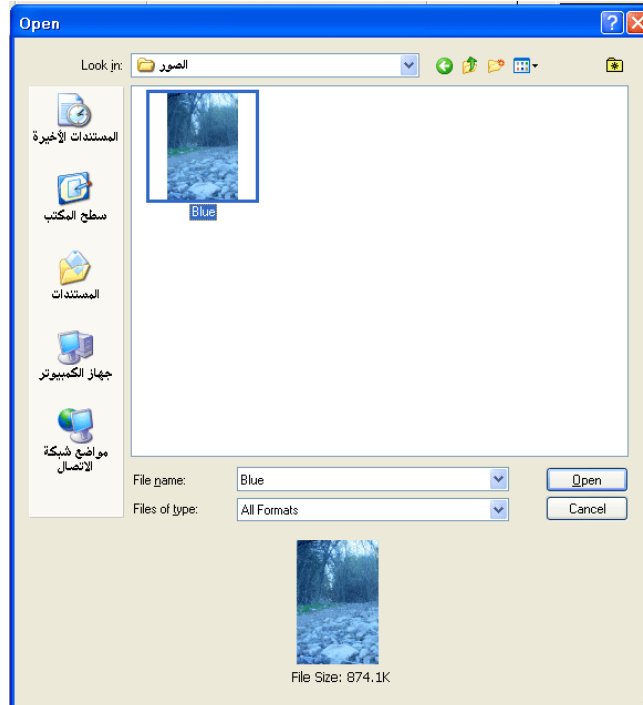 Open
Look in:
الصور
المستندات الأخيرة
سطح المكتب
المستندات
جهاز الكمبيوتر
مواضع شبكة
الاتصال
Blue
File name:
Blue
Open
Files of type:
All Formats
Cancel
File Size: 874.1K